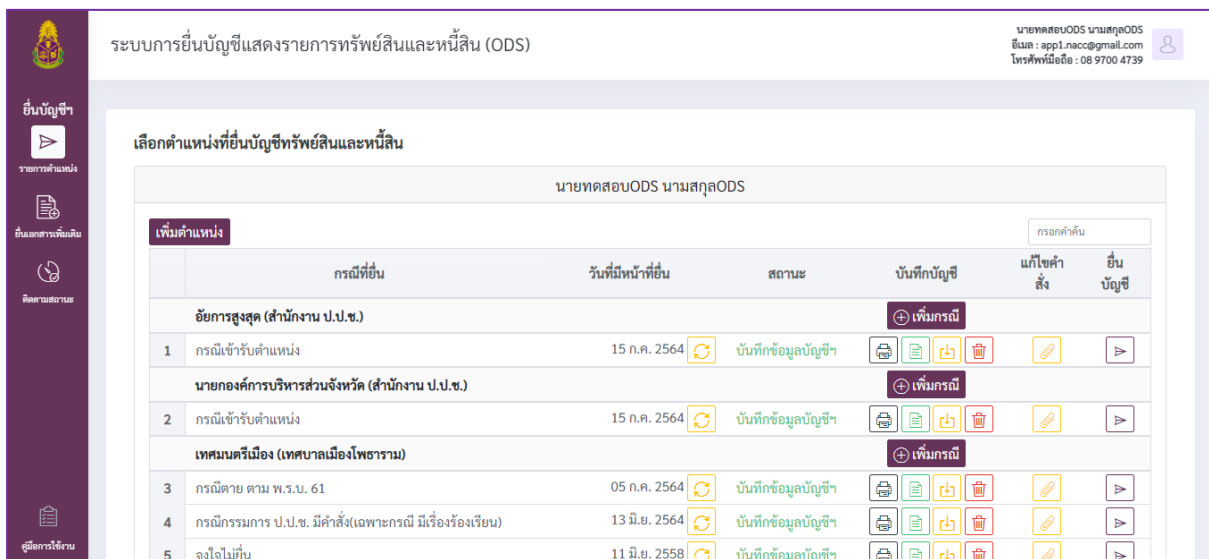 นายทดสอบODS นามสกุลODS
ระบบการยื่นบัญชีแสดงรายการทรัพย์สินและหนี้สิน (ODS)
อีเมล : app1.nacc@gmail.com
โทรศัพท์มือถือ : 08 9700 4739
ยื่นบัญชีฯ
รายการตำแหน่ง
ยื่นเอกสารเพิ่มเติม
ติดตามสถานะ
คู่มือการใช้งาน
เลือกตำแหน่งที่ยื่นบัญชีทรัพย์สินและหนี้สิน
นายทดสอบODS นามสกุลODS
เพิ่มตำแหน่ง
กรอกคำค้น
กรณีที่ยื่น วันที่มีหน้าที่ยื่น สถานะ บันทึกบัญชี แก้ไขคำสั่ง ยื่นบัญชี
อัยการสูงสุด (สำนักงาน ป.ป.ช.) เพิ่มกรณี
1 กรณีเข้ารับตำแหน่ง 15 ก.ค. 2564 บันทึกข้อมูลบัญชีฯ
นายกองค์การบริหารส่วนจังหวัด (สำนักงาน ป.ป.ช.) เพิ่มกรณี
2 กรณีเข้ารับตำแหน่ง 15 ก.ค. 2564 บันทึกข้อมูลบัญชีฯ
เทศมนตรีเมือง (เทศบาลเมืองโพธาราม) เพิ่มกรณี
3 กรณีตาย ตาม พ.ร.บ. 61 05 ก.ค. 2564 บันทึกข้อมูลบัญชีฯ
4 กรณีกรรมการ ป.ป.ช. มีคำสั่ง(เฉพาะกรณี มีเรื่องร้องเรียน) 13 มิ.ย. 2564 บันทึกข้อมูลบัญชีฯ
5 จงใจไม่ยื่น 11 มิ.ย. 2558 บันทึกข้อมูลบัญชีฯ